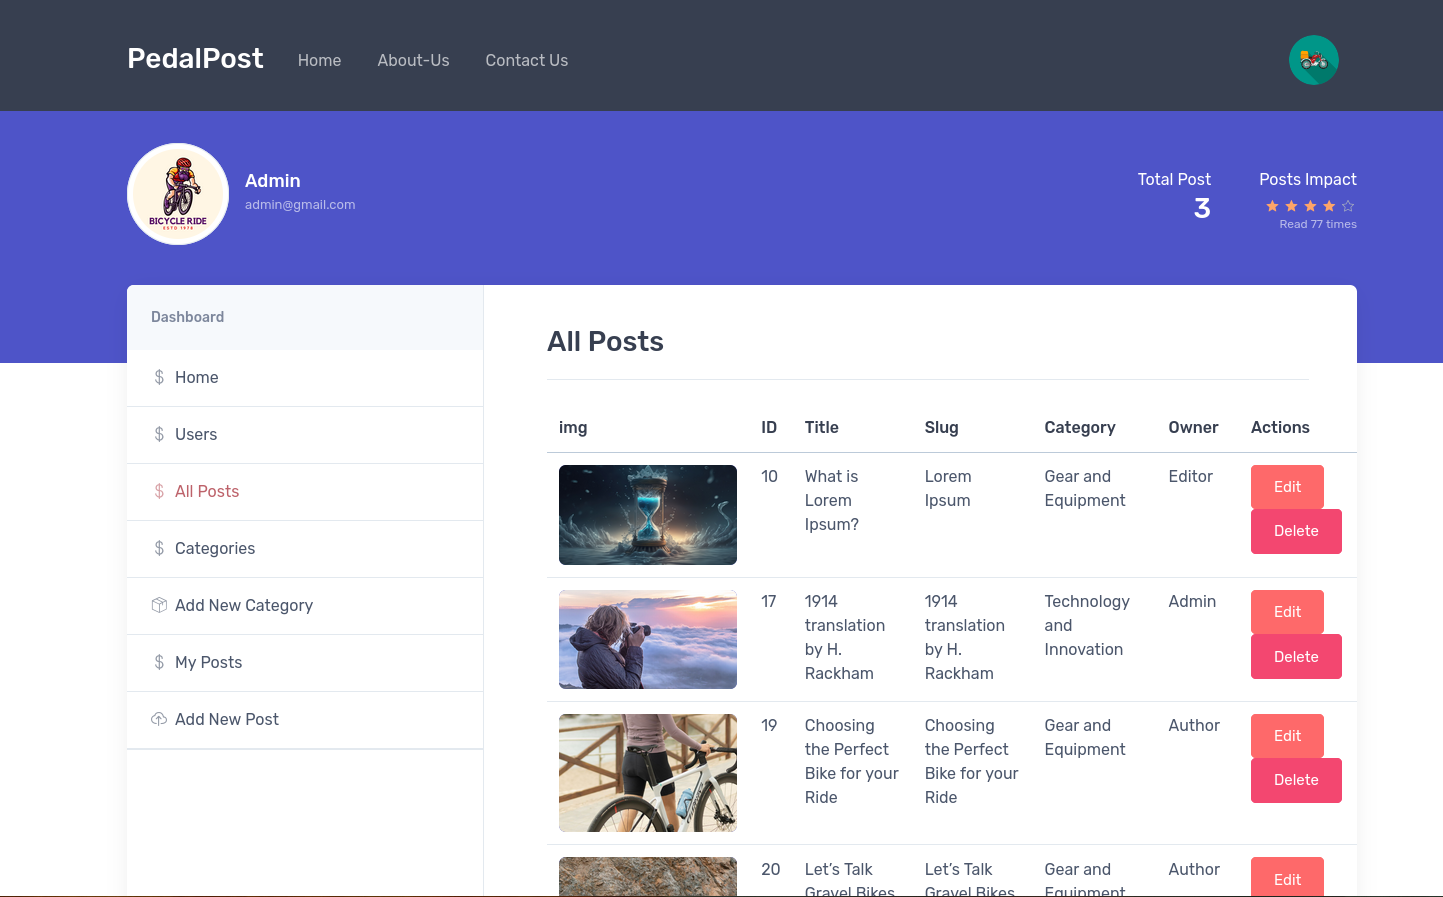 PedalPost
Home
About-Us
Contact Us
BICYCLE RIDE
ESTD 1976
Admin
admin@gmail.com
Total Post
3
Posts Impact
Read 77 times
Dashboard
$ Home
$ Users
$ All Posts
$ Categories
Add New Category
$ My Posts
Add New Post
All Posts
img ID Title Slug Category Owner Actions
10
What is
Lorem
Ipsum?
Lorem
Ipsum
Gear and
Equipment
Editor
Edit
Delete
17
1914
translation
by H.
Rackham
1914
translation
by H.
Rackham
Technology
and
Innovation
Admin
Edit
Delete
19
Choosing
the Perfect
Bike for your
Ride
Choosing
the Perfect
Bike for your
Ride
Gear and
Equipment
Author
Edit
Delete
20
Let's Talk
Gravel Bikes
Let's Talk
Gravel Bikes
Gear and
Equipment
Author
Edit